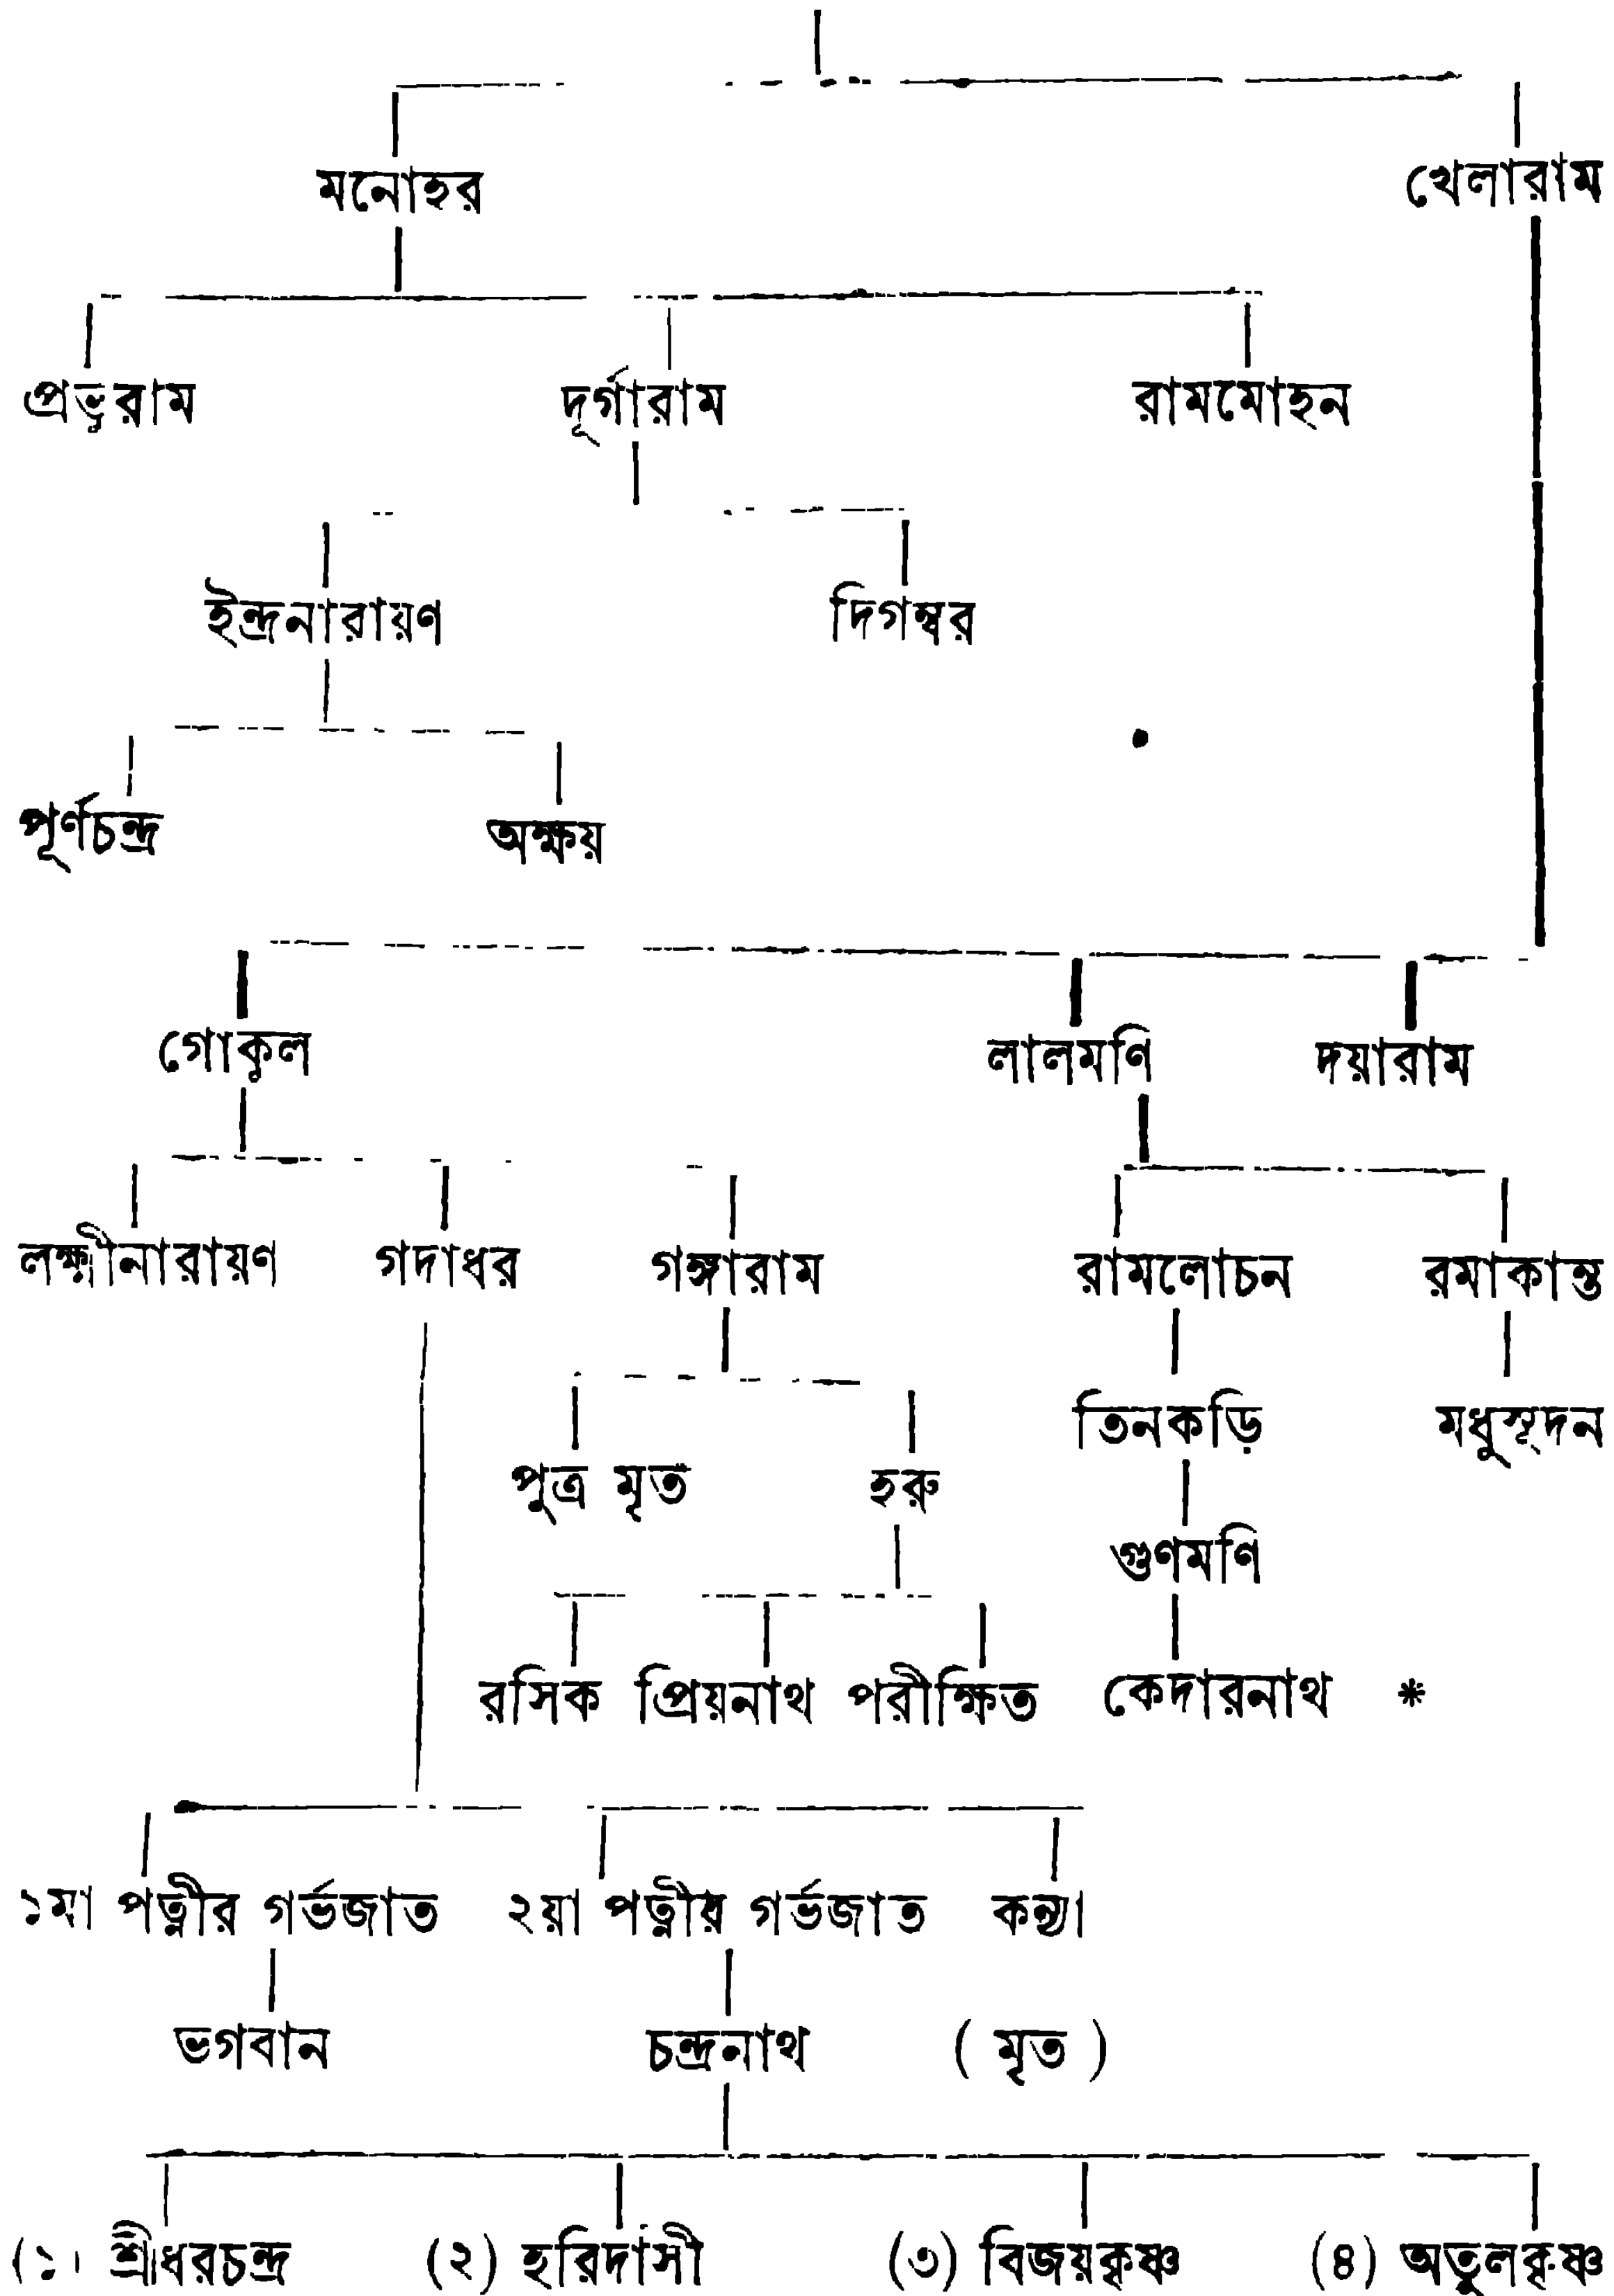 মনোহর খেলারাম
প্রভুরাম দূর্গারাম রামমোহন
ইন্দ্রনারায়ণ দিগম্বর
পূর্ণচন্দ্র অক্ষয়
গোকুল লালমণি দয়ারাম
লক্ষ্মীনারায়ণ গদাধর গঙ্গারাম রামলোচন রমাকান্ত
তিনকড়ি মধুসূদন
পুত্র মৃত হরু
গুণমণি
রসিক প্রিয়নাথ পরীক্ষিত কেদারনাথ *
১মা পত্নীর গর্ভজাত ২য়া পত্নীর গর্ভজাত কন্যা
ভগবান চন্দ্রনাথ ( মৃত )
(১) শ্রীধরচন্দ্র (২) হরিদাসী (৩) বিজয়কৃষ্ণ (৪) অতুলকৃষ্ণ